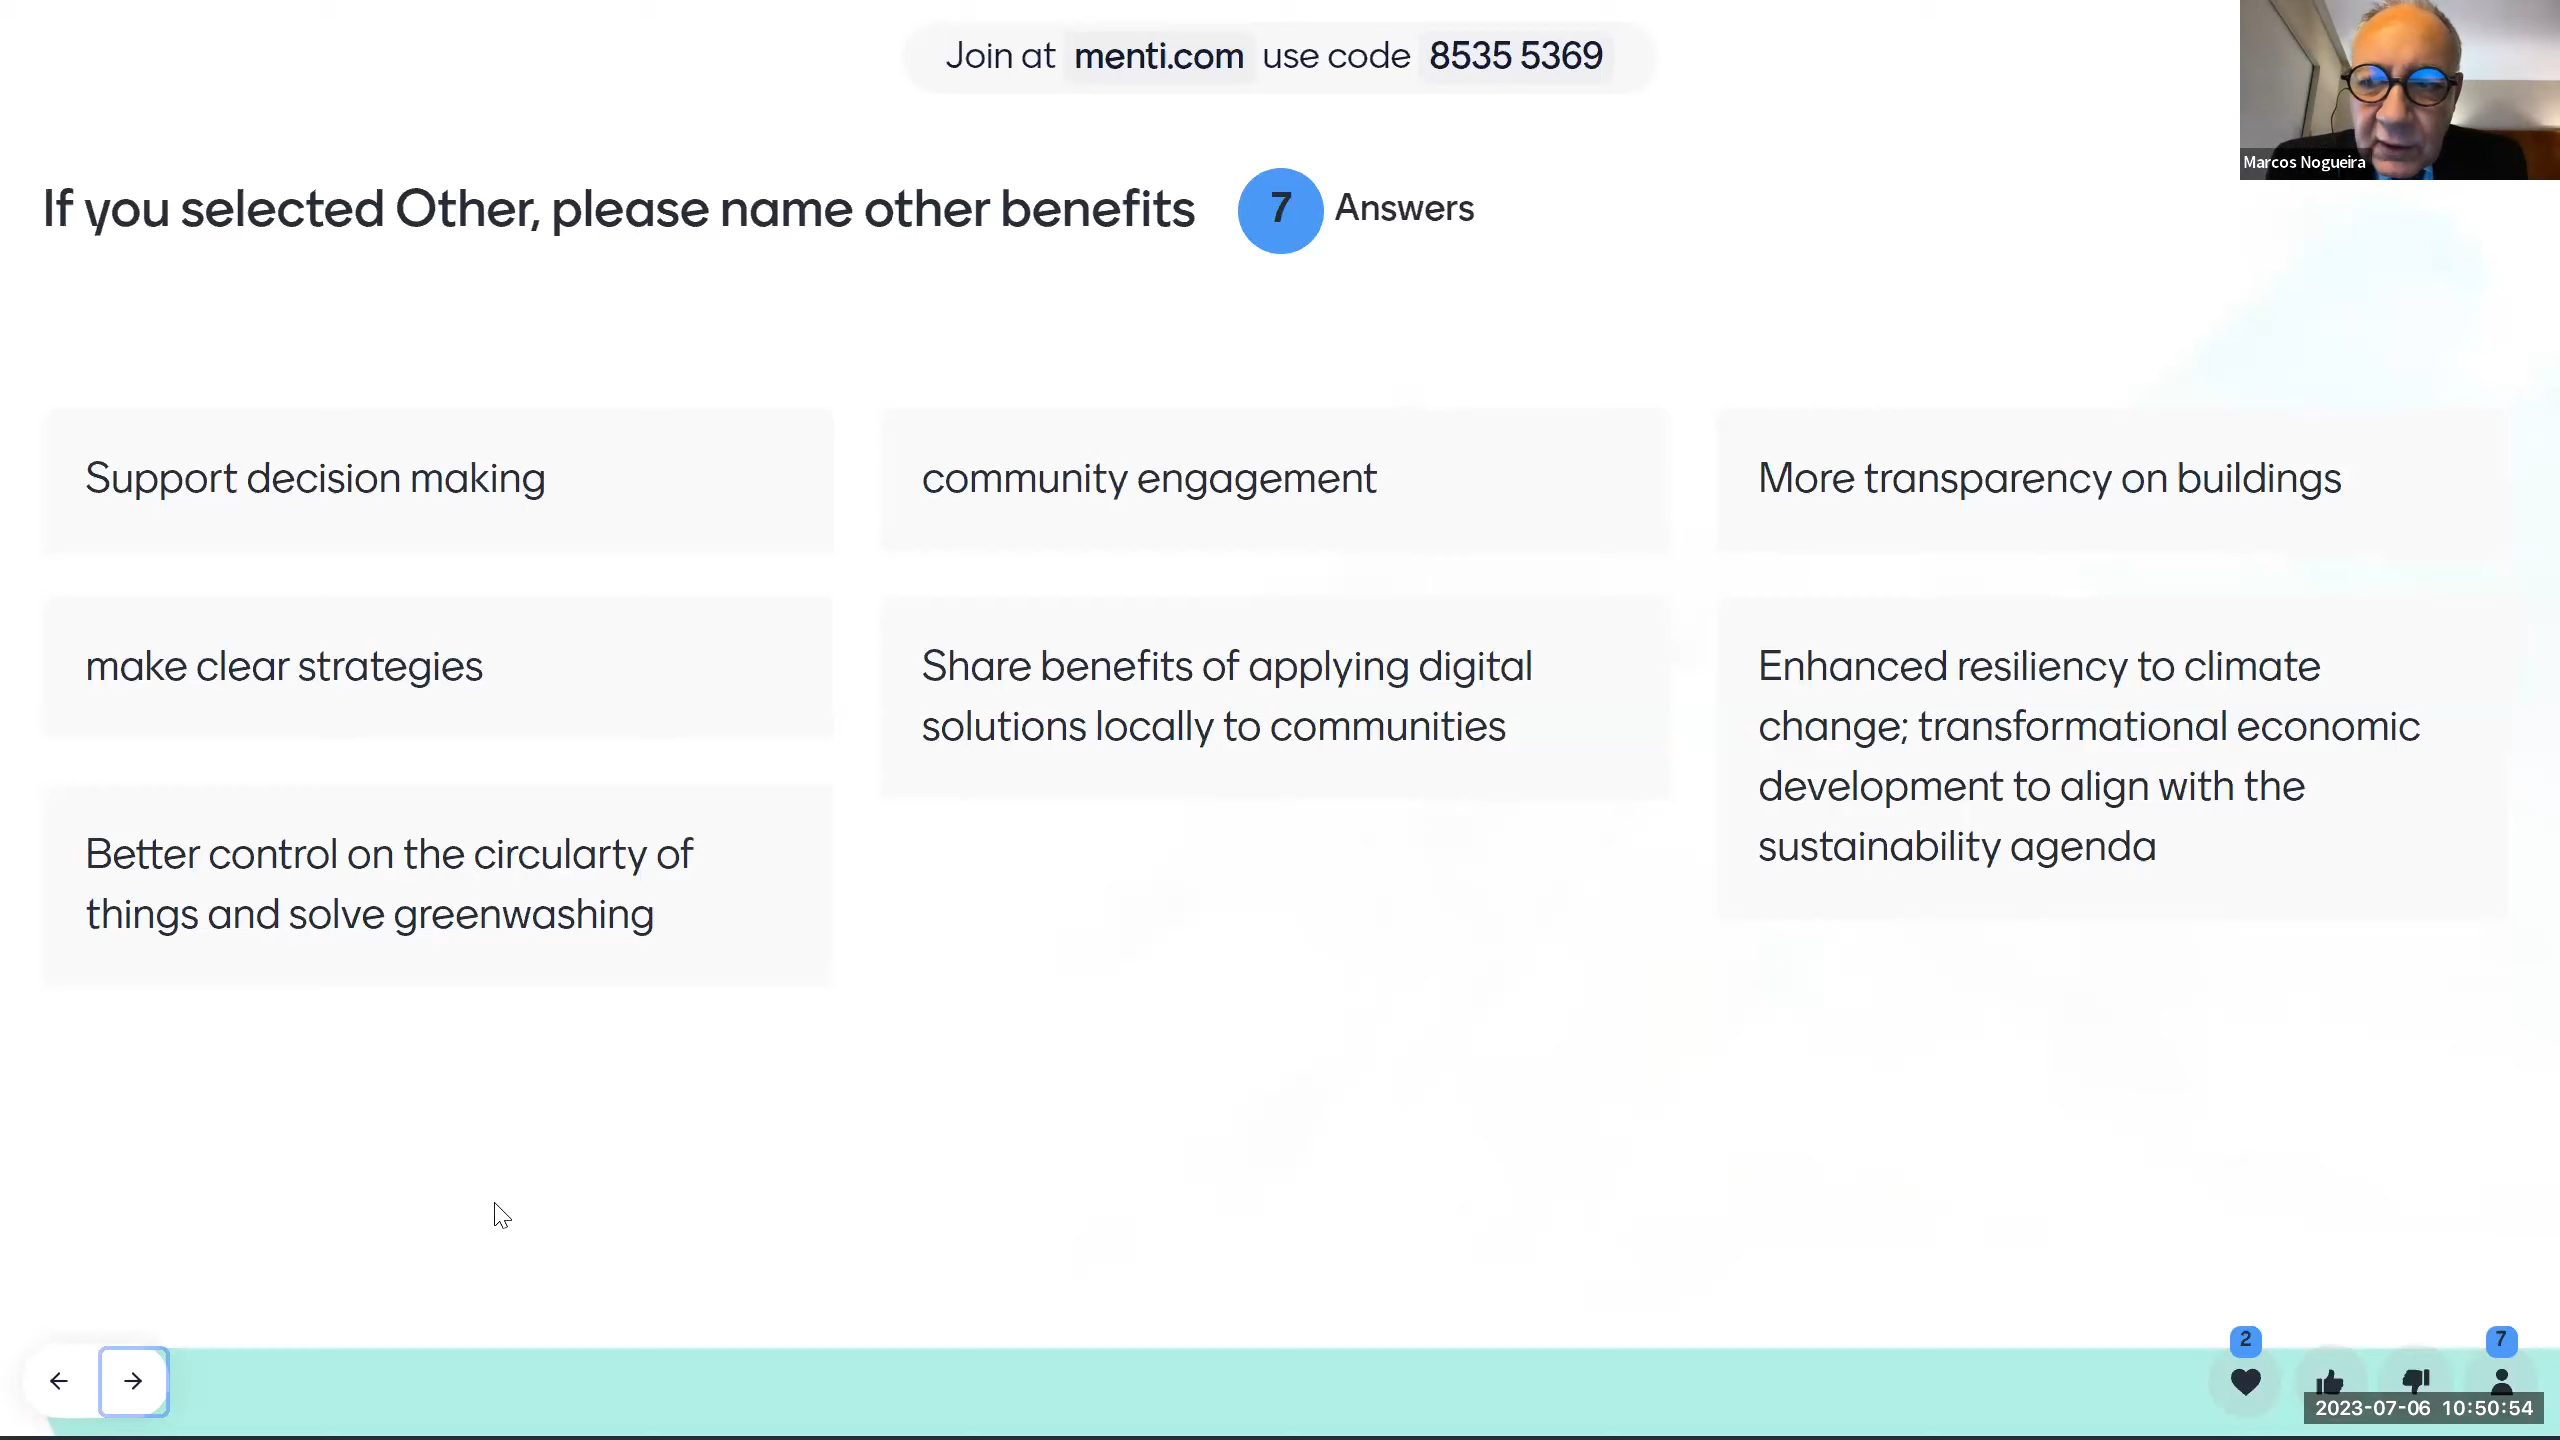 Join at menti.com use code 8535 5369
Marcos Nogueira
If you selected Other, please name other benefits
7 Answers
Support decision making
community engagement
More transparency on buildings
make clear strategies
Share benefits of applying digital
solutions locally to communities
Enhanced resiliency to climate
change; transformational economic
development to align with the
sustainability agenda
Better control on the circularty of
things and solve greenwashing
2
7
2023-07-06 10:50:54